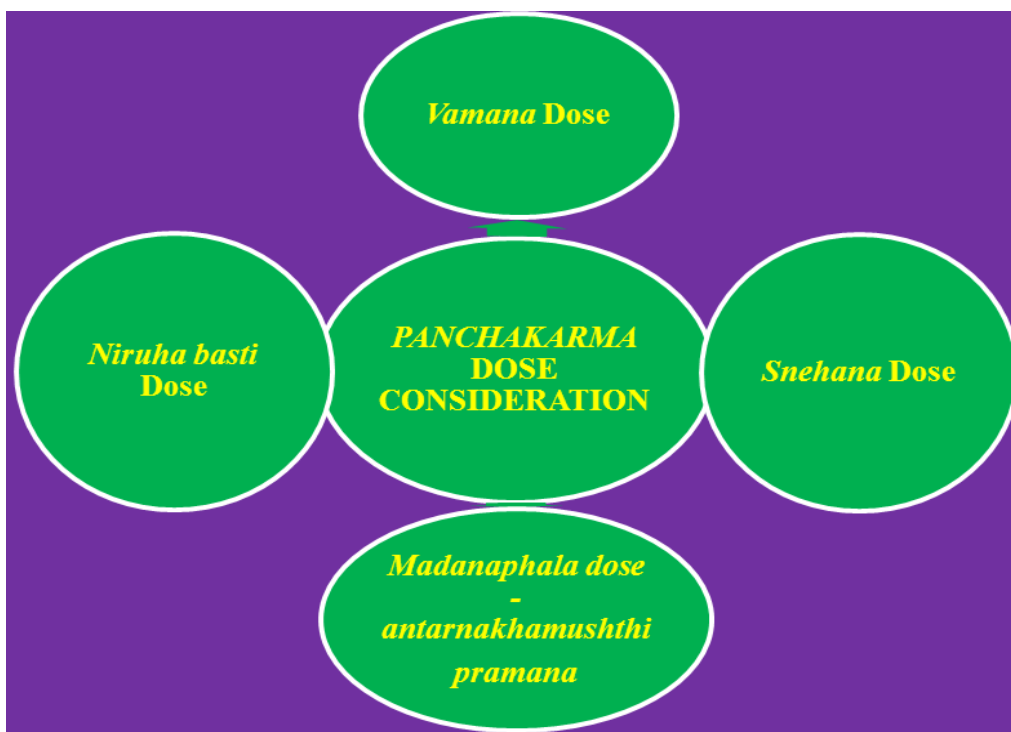 Vamana Dose
Niruha basti
Dose
PANCHAKARMA
DOSE
CONSIDERATION
Snehana Dose
Madanaphala dose
-
antarnakhamushthi
pramana